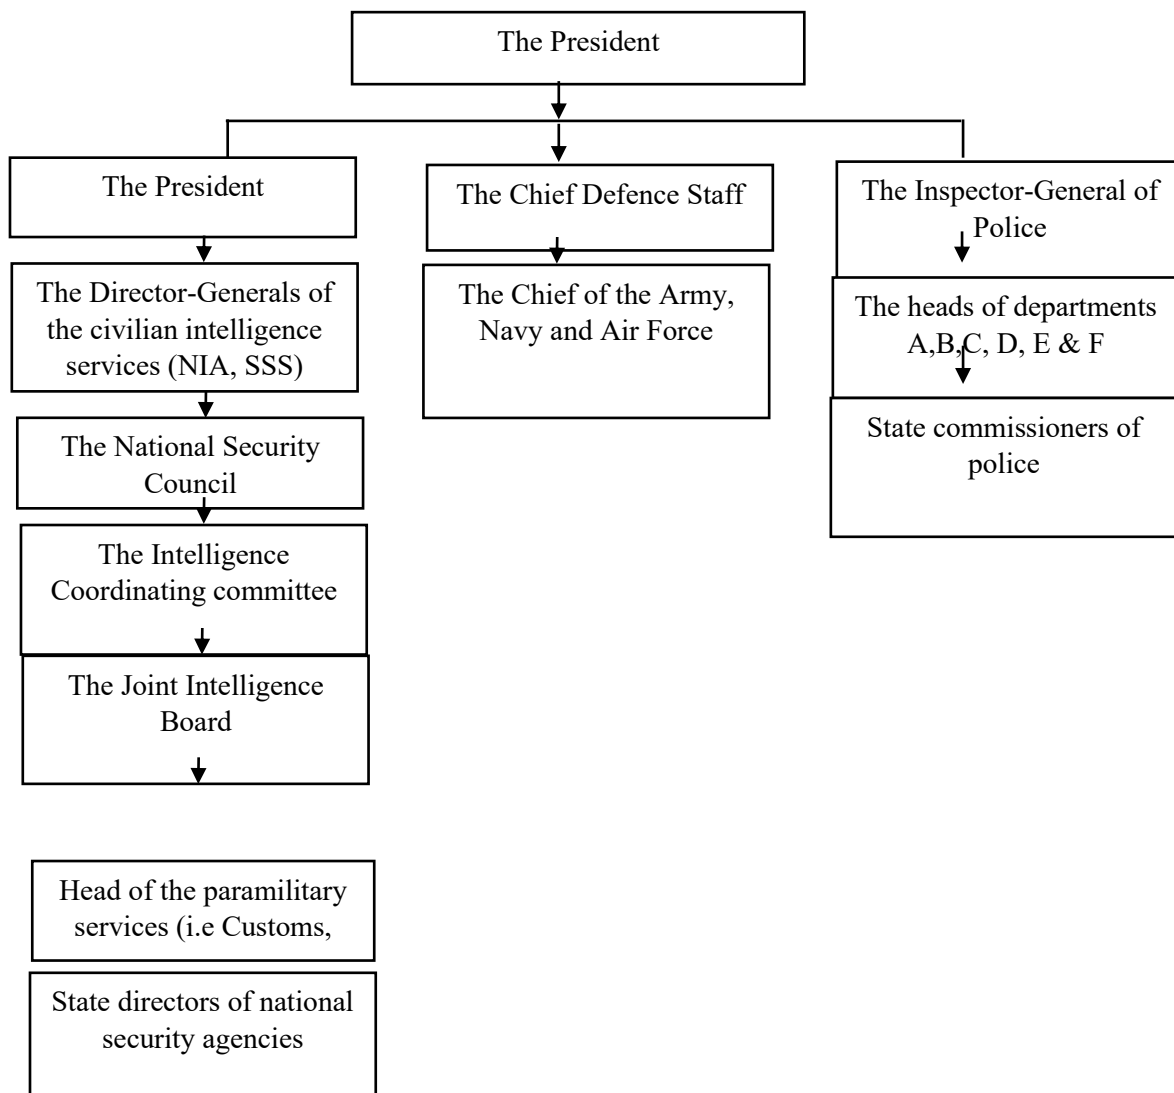 The President
The President
The Director-Generals of
the civilian intelligence
services (NIA, SSS)
The National Security
Council
The Intelligence
Coordinating committee
The Joint Intelligence
Board
Head of the paramilitary
services (i.e Customs,
State directors of national
security agencies
The Chief Defence Staff
The Chief of the Army,
Navy and Air Force
The Inspector-General of
Police
The heads of departments
A,B,C, D, E & F
State commissioners of
police